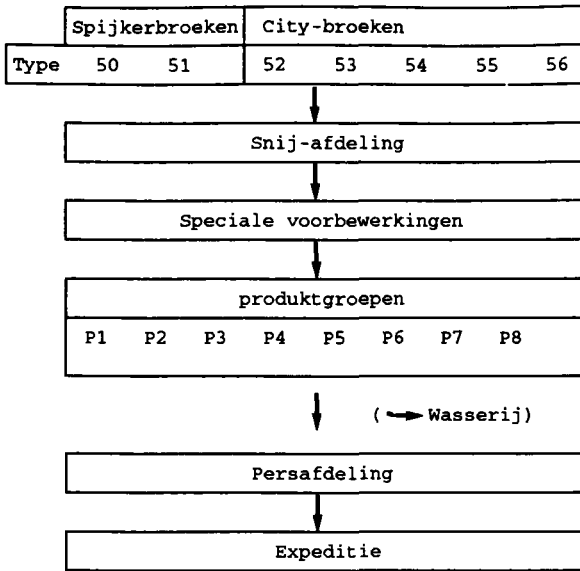 Spijkerbroeken City-broeken
Type 50 51 52 53 54 55 56
Snij-afdeling
Speciale voorbewerkingen
produktgroepen
P1 P2 P3 P4 P5 P6 P7 P8
( → Wasserij)
Persafdeling
Expeditie